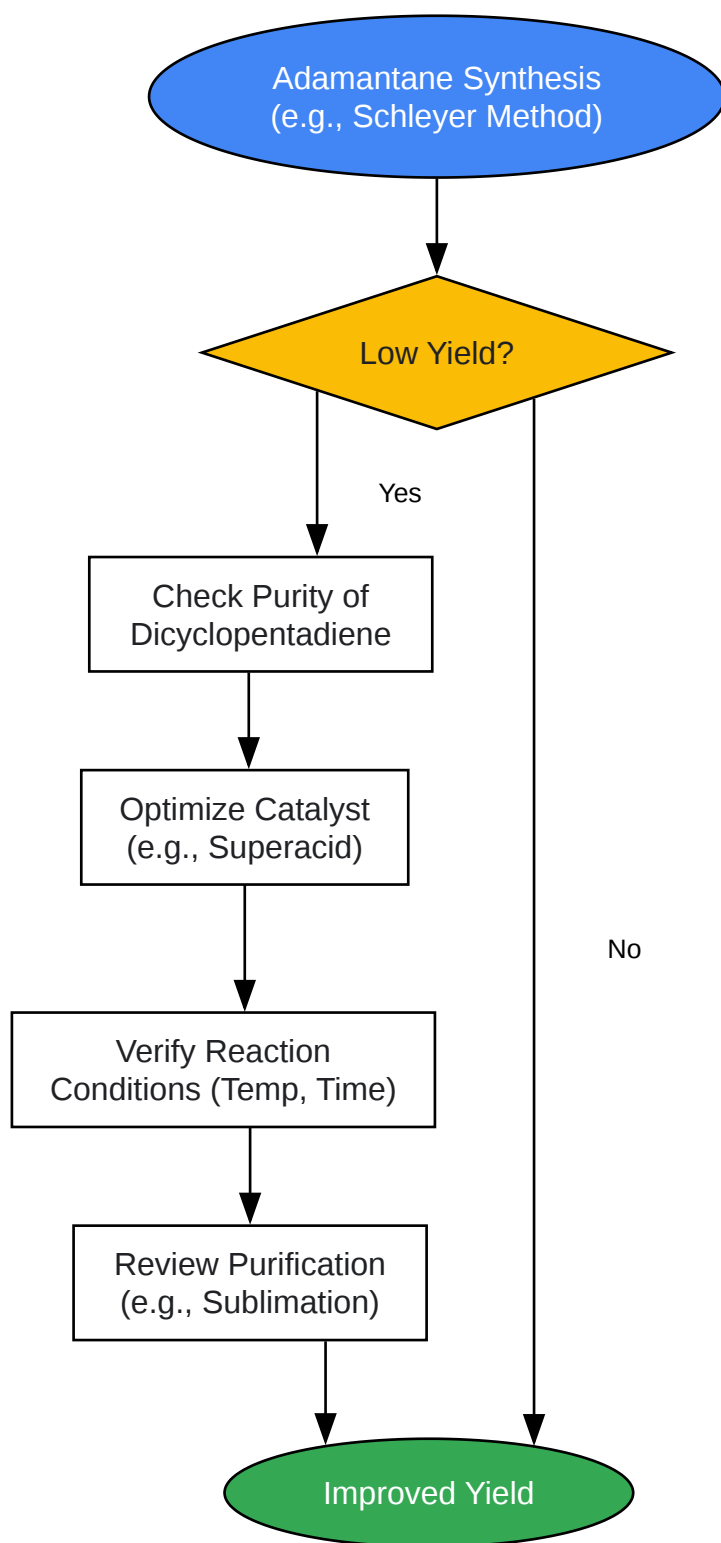 Adamantane Synthesis
(e.g., Schleyer Method)
Low Yield?
Yes
Check Purity of
Dicyclopentadiene
Optimize Catalyst
(e.g., Superacid)
No
Verify Reaction
Conditions (Temp, Time)
Review Purification
(e.g., Sublimation)
Improved Yield